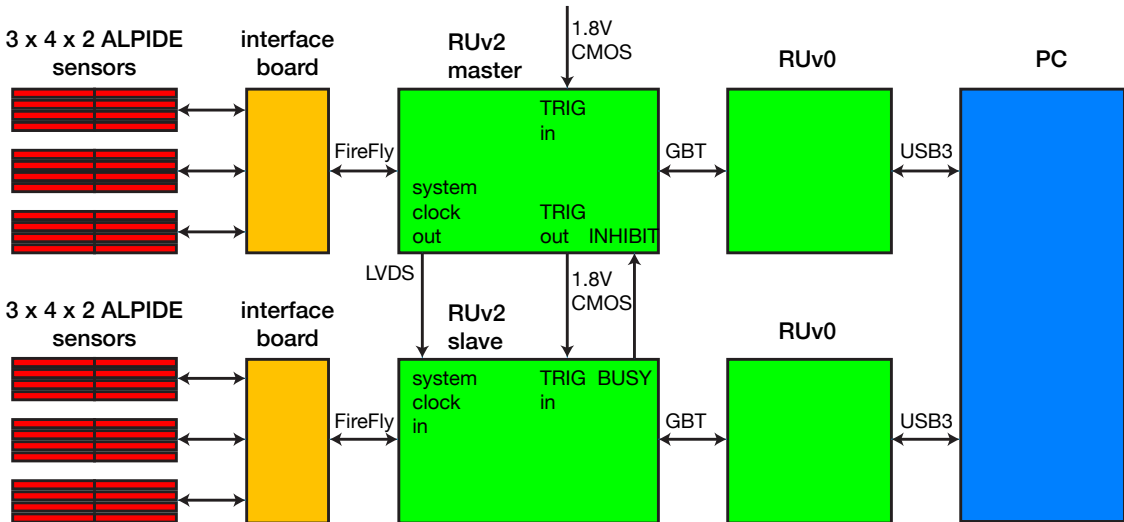 3 x 4 x 2 ALPIDE
sensors
interface
board
RUv2
master
1.8V
CMOS
RUv0
PC
TRIG
in
FireFly
GBT
USB3
system
clock
out
TRIG
out
INHIBIT
LVDS
1.8V
CMOS
3 x 4 x 2 ALPIDE
sensors
interface
board
RUv2
slave
RUv0
system
clock
in
TRIG
in
BUSY
FireFly
GBT
USB3